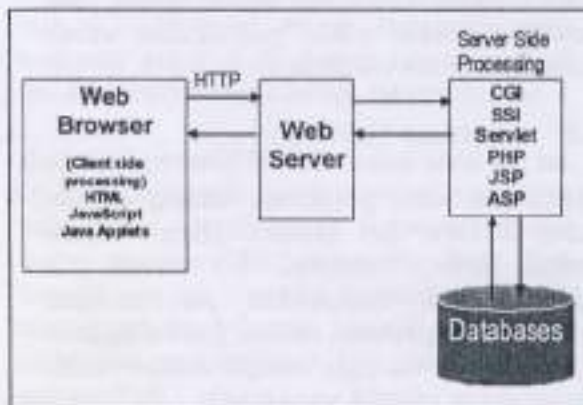 Web
Browser
(Client side
processing)
HTML
JavaScript
Java Applets
HTTP
Web
Server
Server Side
Processing
CGI
SSI
Servlet
PHP
JSP
ASP
Databases